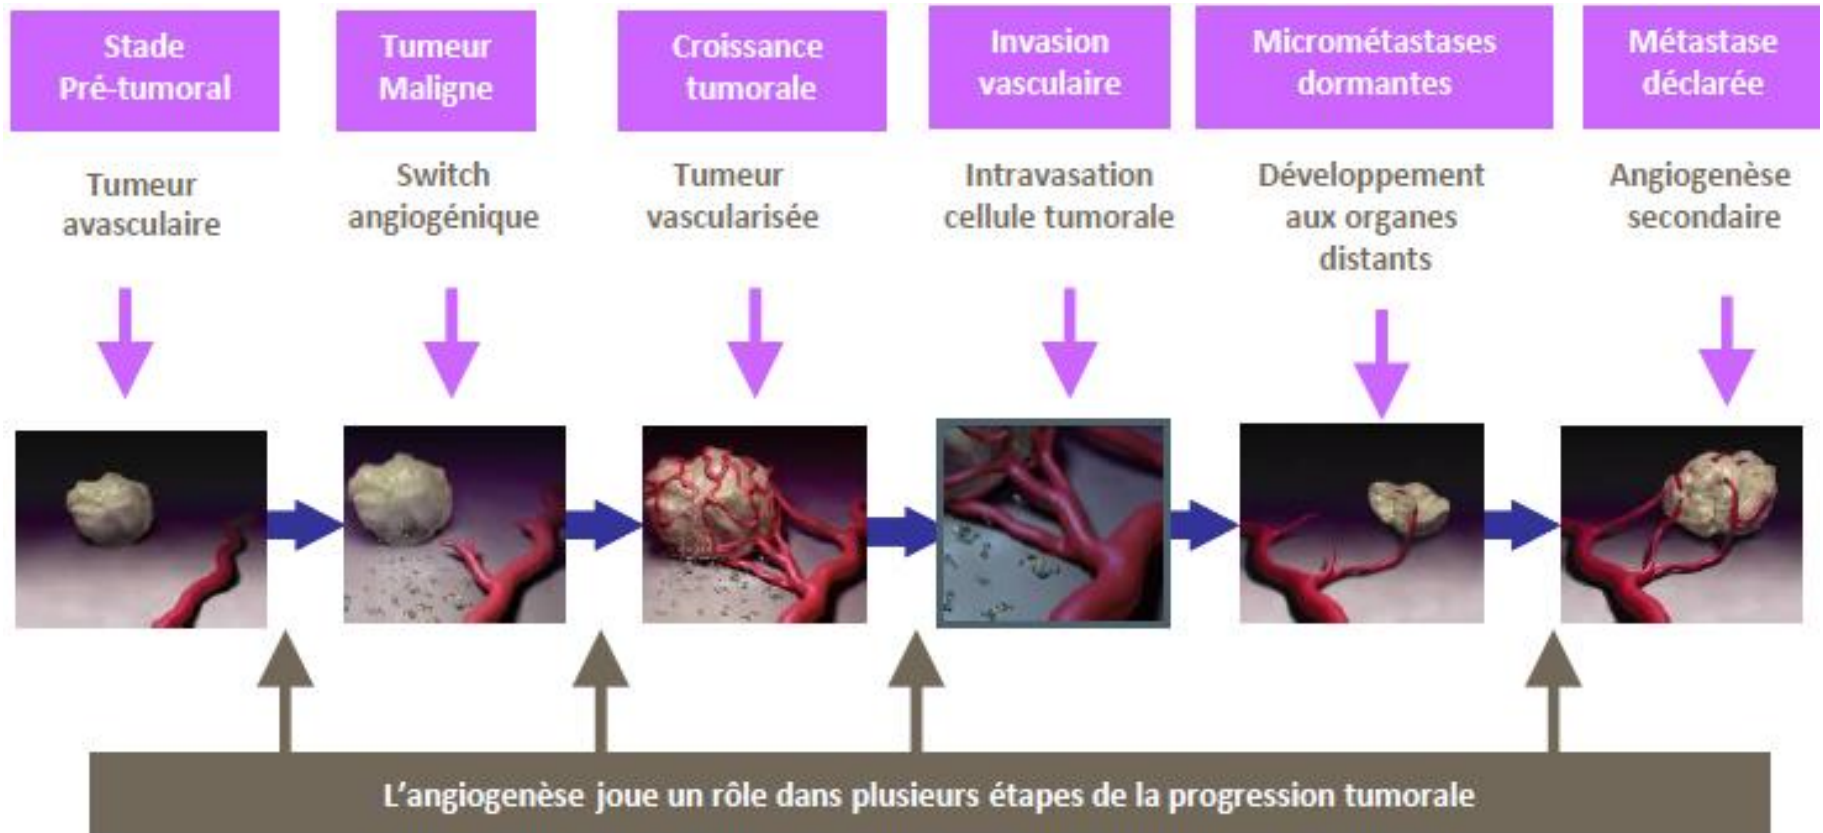 Stade
Pré-tumoral
Tumeur
Maligne
Croissance
tumorale
Invasion
vasculaire
Micrométastases
dormantes
Métastase
déclarée
Tumeur
avasculaire
Switch
angiogénique
Tumeur
vascularisée
Intravasation
cellule tumorale
Développement
aux organes
distants
Angiogenèse
secondaire
L'angiogenèse joue un rôle dans plusieurs étapes de la progression tumorale